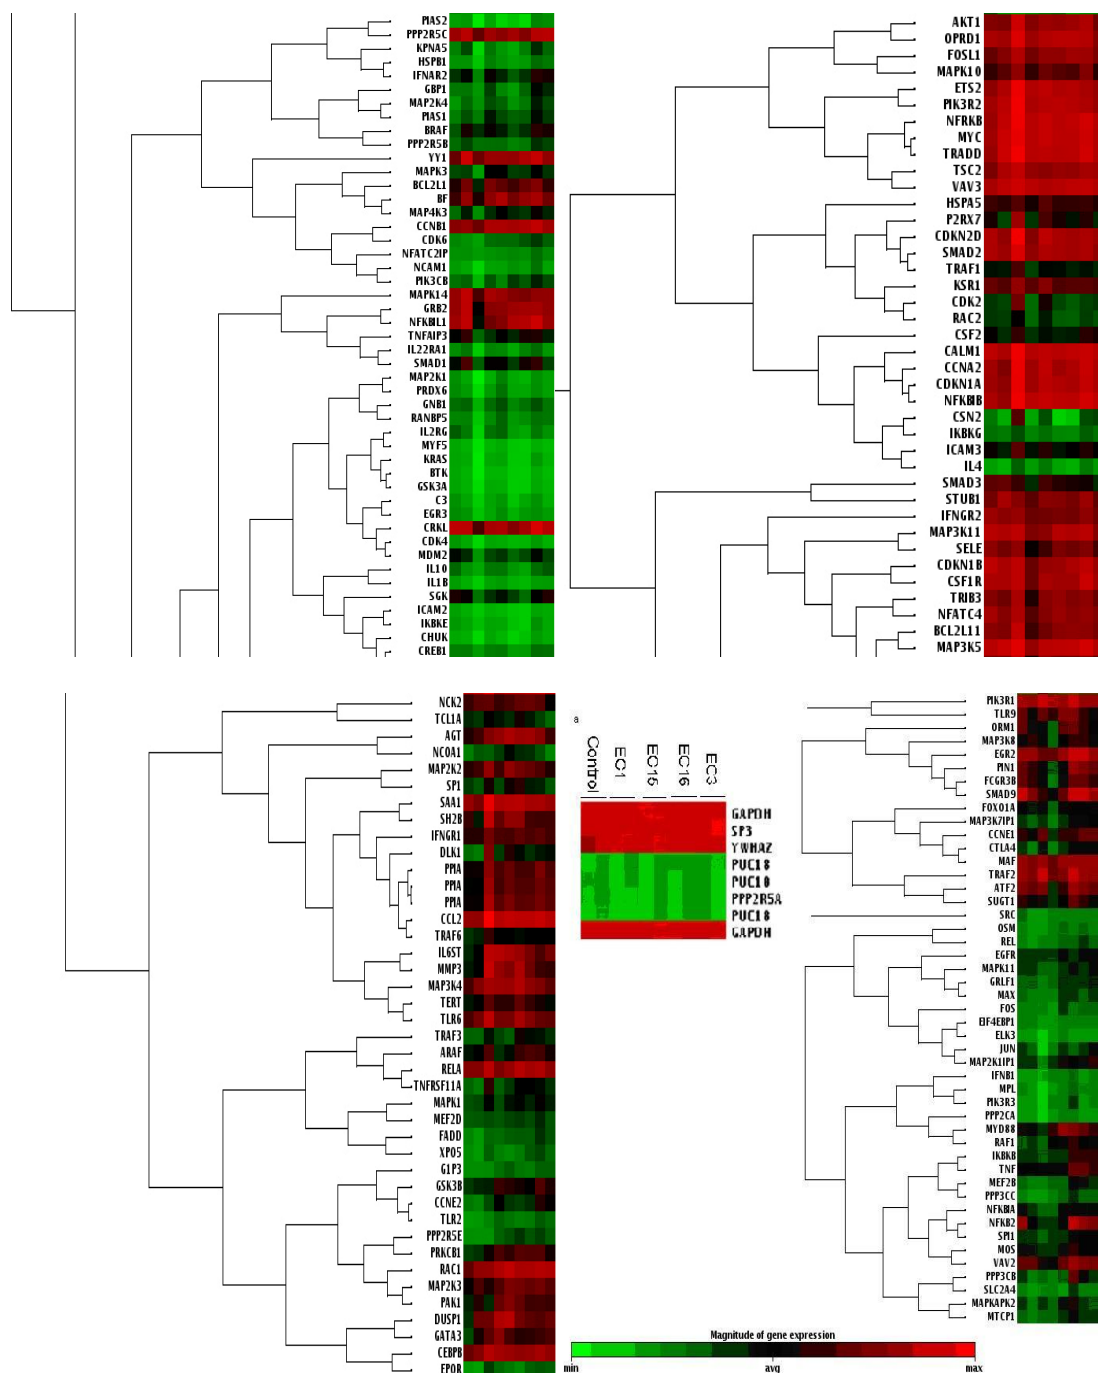 PIAS2
PPP2R5C
KPNA5
HSPB1
IFNAR2
GBP1
MAP2K4
PIAS1
BRAF
PPP2R5B
YY1
MAPK3
BCL2L1
BF
MAP4K3
CCNB1
CDK6
NFATC2IP
NCAM1
PIK3CB
MAPK14
GRB2
NFKBIL1
TNFAIP3
IL22RA1
SMAD1
MAP2K1
PRDX6
GNB1
RANBP5
IL2RG
MYF5
KRAS
BTK
GSK3A
C3
EGR3
CRKL
CDK4
MDM2
IL10
IL1B
SGK
ICAM2
IKBKE
CHUK
CREB1
AKT1
OPRD1
FOSL1
MAPK10
ETS2
PIK3R2
NFRKB
MYC
TRADD
TSC2
VAV3
HSPA5
P2RX7
CDKN2D
SMAD2
TRAF1
KSR1
CDK2
RAC2
CSF2
CALM1
CCNA2
CDKN1A
NFKBIB
CSN2
IKBKG
ICAM3
IL4
SMAD3
STUB1
IFNGR2
MAP3K11
SELE
CDKN1B
CSF1R
TRIB3
NFATC4
BCL2L11
MAP3K5
NCK2
TCL1A
AGT
NCOA1
MAP2K2
SP1
SAA1
SH2B
IFNGR1
DLK1
PPIA
PPIA
PPIA
CCL2
TRAF6
IL6ST
MMP3
MAP3K4
TERT
TLR6
TRAF3
ARAF
RELA
TNFRSF11A
MAPK1
MEF2D
FADD
XPO5
G1P3
GSK3B
CCNE2
TLR2
PPP2R5E
PRKCB1
RAC1
MAP2K3
PAK1
DUSP1
GATA3
CEBPB
EPOR
a
Control
EC1
EC15
EC16
EC3
GAPDH
SP3
YWHAZ
PUC18
PUC18
PPP2R5A
PUC18
GAPDH
PIK3R1
TLR9
ORM1
MAP3K8
EGR2
PIN1
FCGR3B
SMAD9
FOXO1A
MAP3K7IP1
CCNE1
CTLA4
MAF
TRAF2
ATF2
SUGT1
SRC
OSM
REL
EGFR
MAPK11
GRLF1
MAX
FOS
EIF4EBP1
ELK3
JUN
MAP2K1IP1
IFNB1
MPL
PIK3R3
PPP2CA
MYD88
RAF1
IKBKB
TNF
MEF2B
PPP3CC
NFKBIA
NFKB2
SPI1
MOS
VAV2
PPP3CB
SLC2A4
MAPKAPK2
MTCP1
Magnitude of gene expression
min avg max